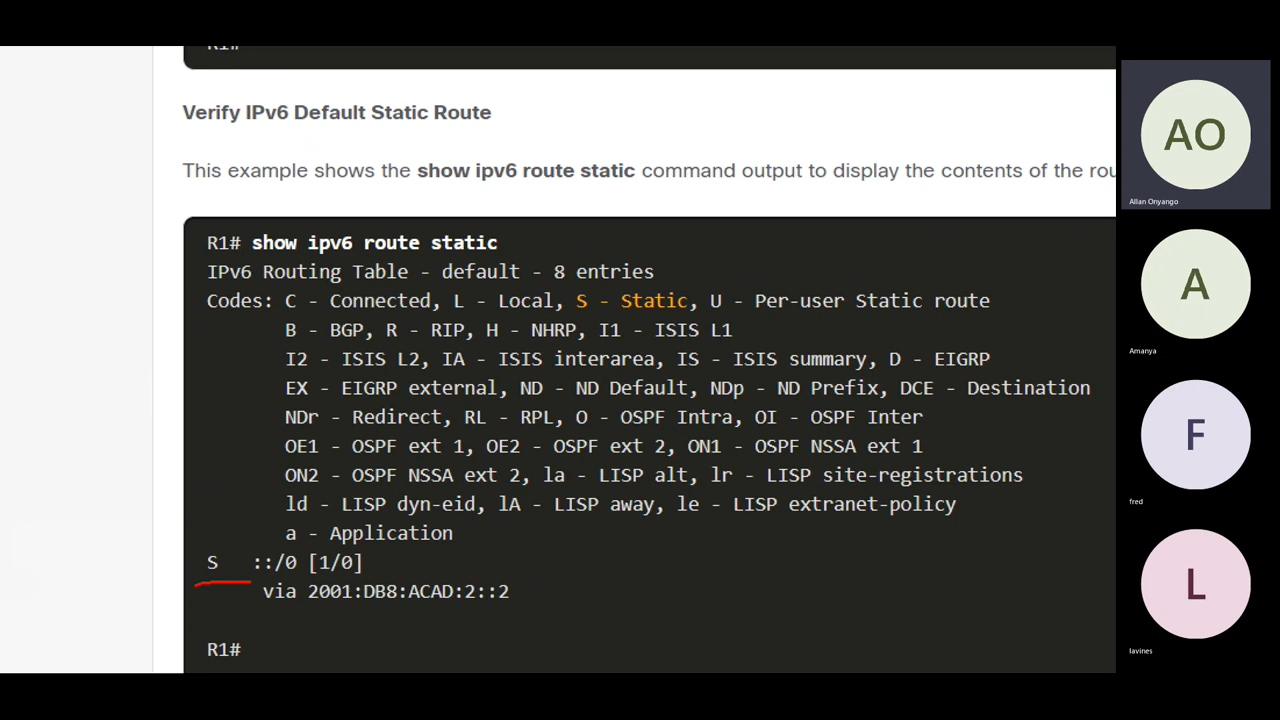 R1#
Verify IPv6 Default Static Route
This example shows the show ipv6 route static command output to display the contents of the rou
R1# show ipv6 route static
IPv6 Routing Table - default - 8 entries
Codes: C - Connected, L - Local, S - Static, U - Per-user Static route
B - BGP, R - RIP, H - NHRP, I1 - ISIS L1
I2 - ISIS L2, IA - ISIS interarea, IS - ISIS summary, D - EIGRP
EX - EIGRP external, ND - ND Default, NDp - ND Prefix, DCE - Destination
NDr - Redirect, RL - RPL, O - OSPF Intra, OI - OSPF Inter
OE1 - OSPF ext 1, OE2 - OSPF ext 2, ON1 - OSPF NSSA ext 1
ON2 - OSPF NSSA ext 2, la - LISP alt, lr - LISP site-registrations
ld - LISP dyn-eid, lA - LISP away, le - LISP extranet-policy
a - Application
S ::/0 [1/0]
via 2001:DB8:ACAD:2::2
R1#
AO
Allan Onyango
A
Amanya
F
fred
L
lavines